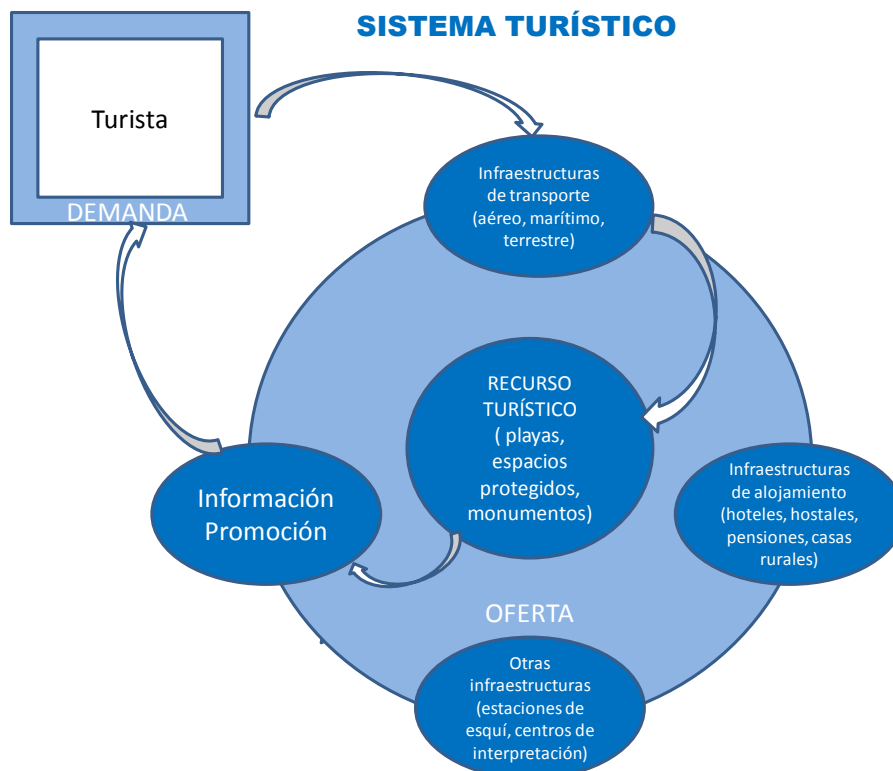 SISTEMA TURÍSTICO
Turista
DEMANDA
Infraestructuras
de transporte
(aéreo, marítimo,
terrestre)
RECURSO
TURÍSTICO
( playas,
espacios
protegidos,
monumentos)
Información
Promoción
Infraestructuras
de alojamiento
(hoteles, hostales,
pensiones, casas
rurales)
OFERTA
Otras
infraestructuras
(estaciones de
esquí, centros de
interpretación)